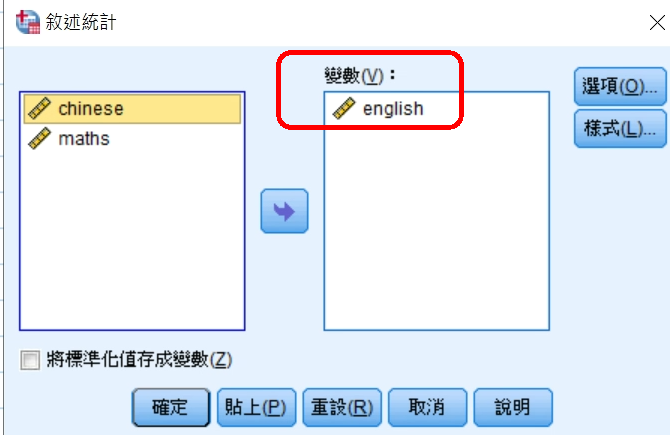 敘述統計
變數(V)：
chinese
maths
english
選項(O)...
樣式(L)...
將標準化值存成變數(Z)
確定
貼上(P)
重設(R)
取消
說明